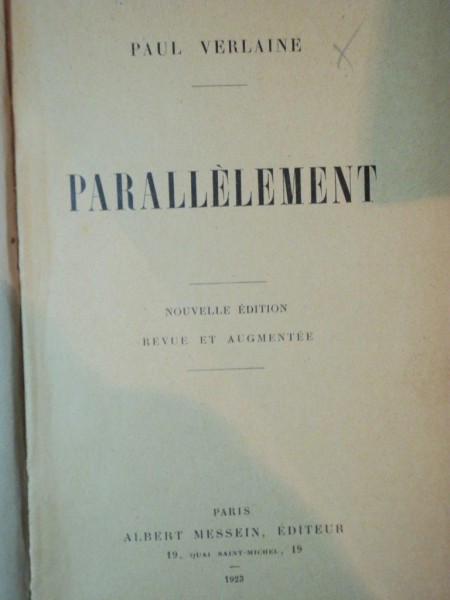 PAUL VERLAINE
PARALLÈLEMENT
NOUVELLE ÉDITION
REVUE ET AUGMENTÉE
PARIS
ALBERT MESSEIN, ÉDITEUR
19, QUAI SAINT-MICHEL, 19
—
1923